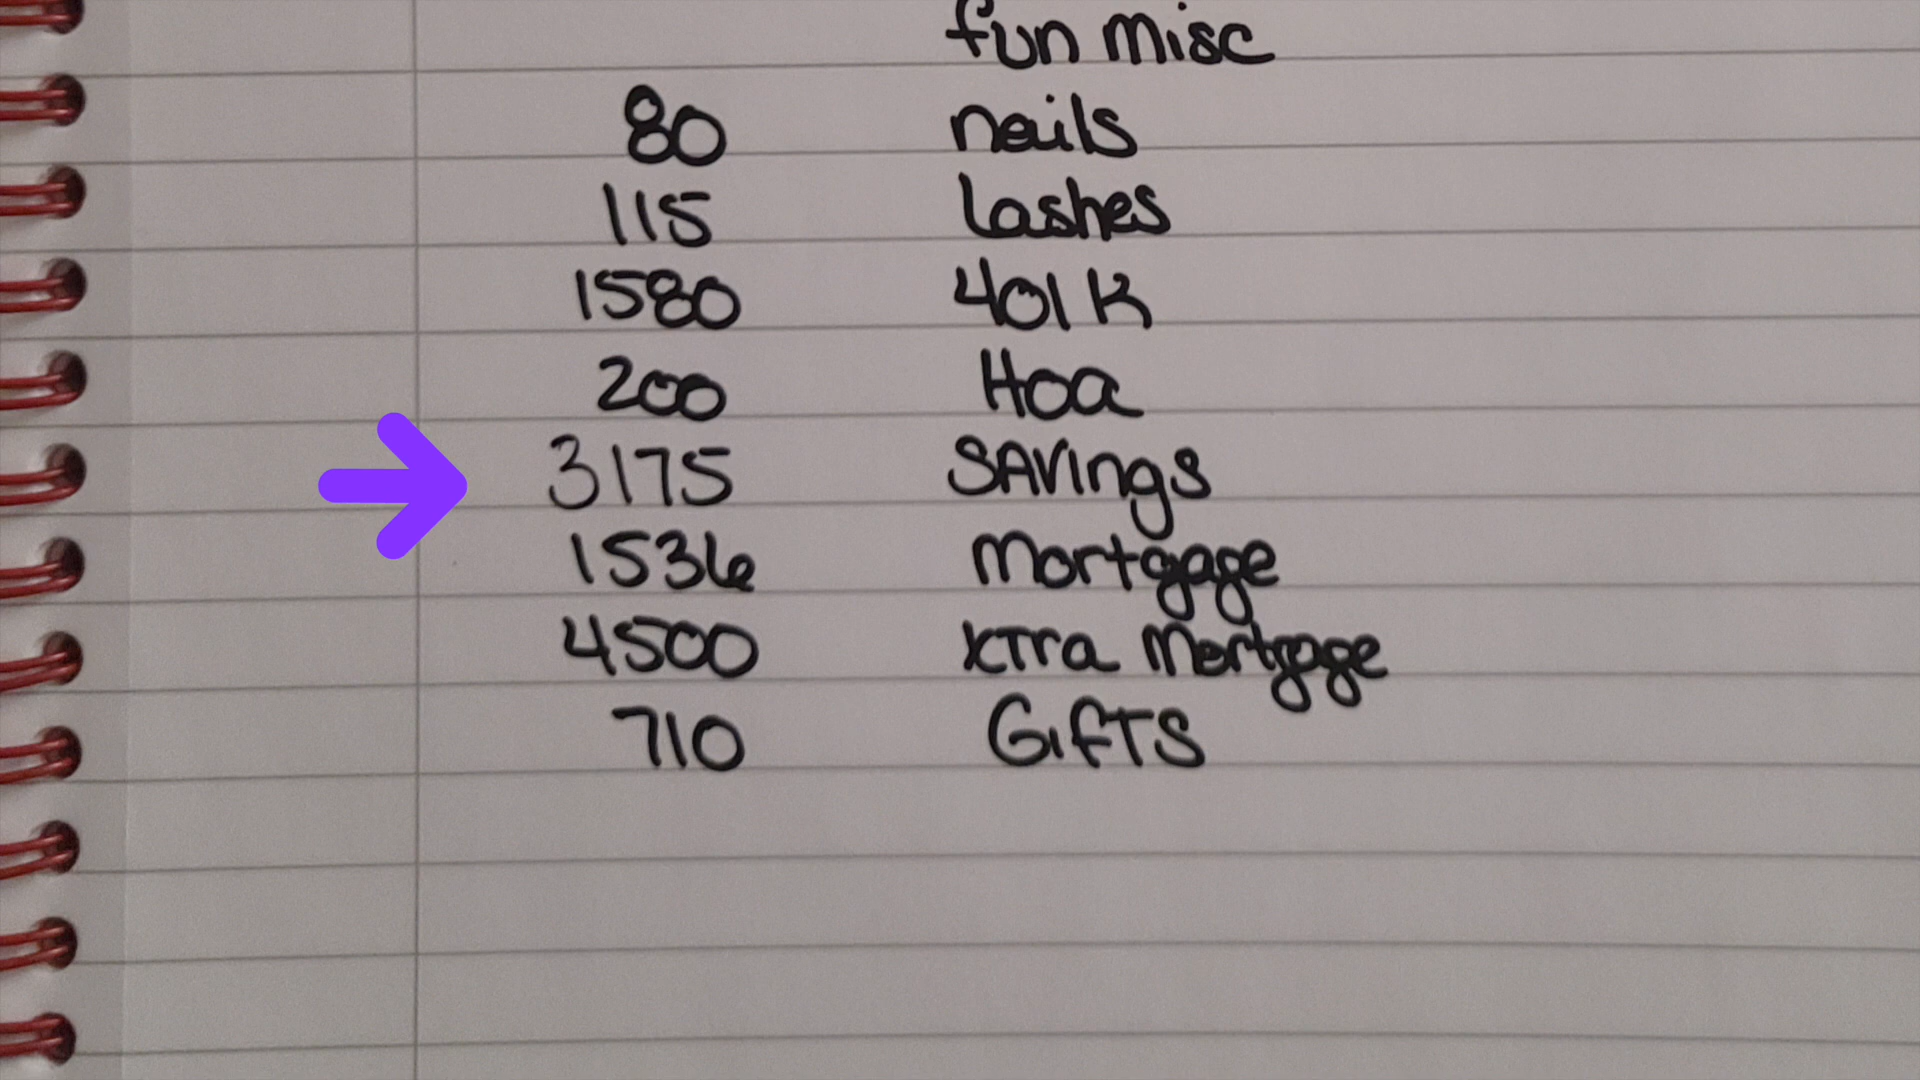 fun misc
80 nails
115 Lashes
1580 401K
200 Hoa
3175 SAVings
1536 mortgage
4500 XTra Mortgage
710 GifTS